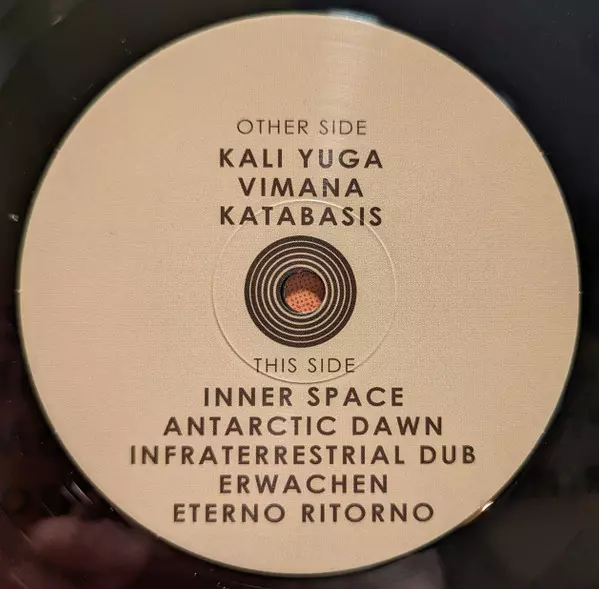 OTHER SIDE
KALI YUGA
VIMANA
KATABASIS
THIS SIDE
INNER SPACE
ANTARCTIC DAWN
INFRATERRESTRIAL DUB
ERWACHEN
ETERNO RITORNO